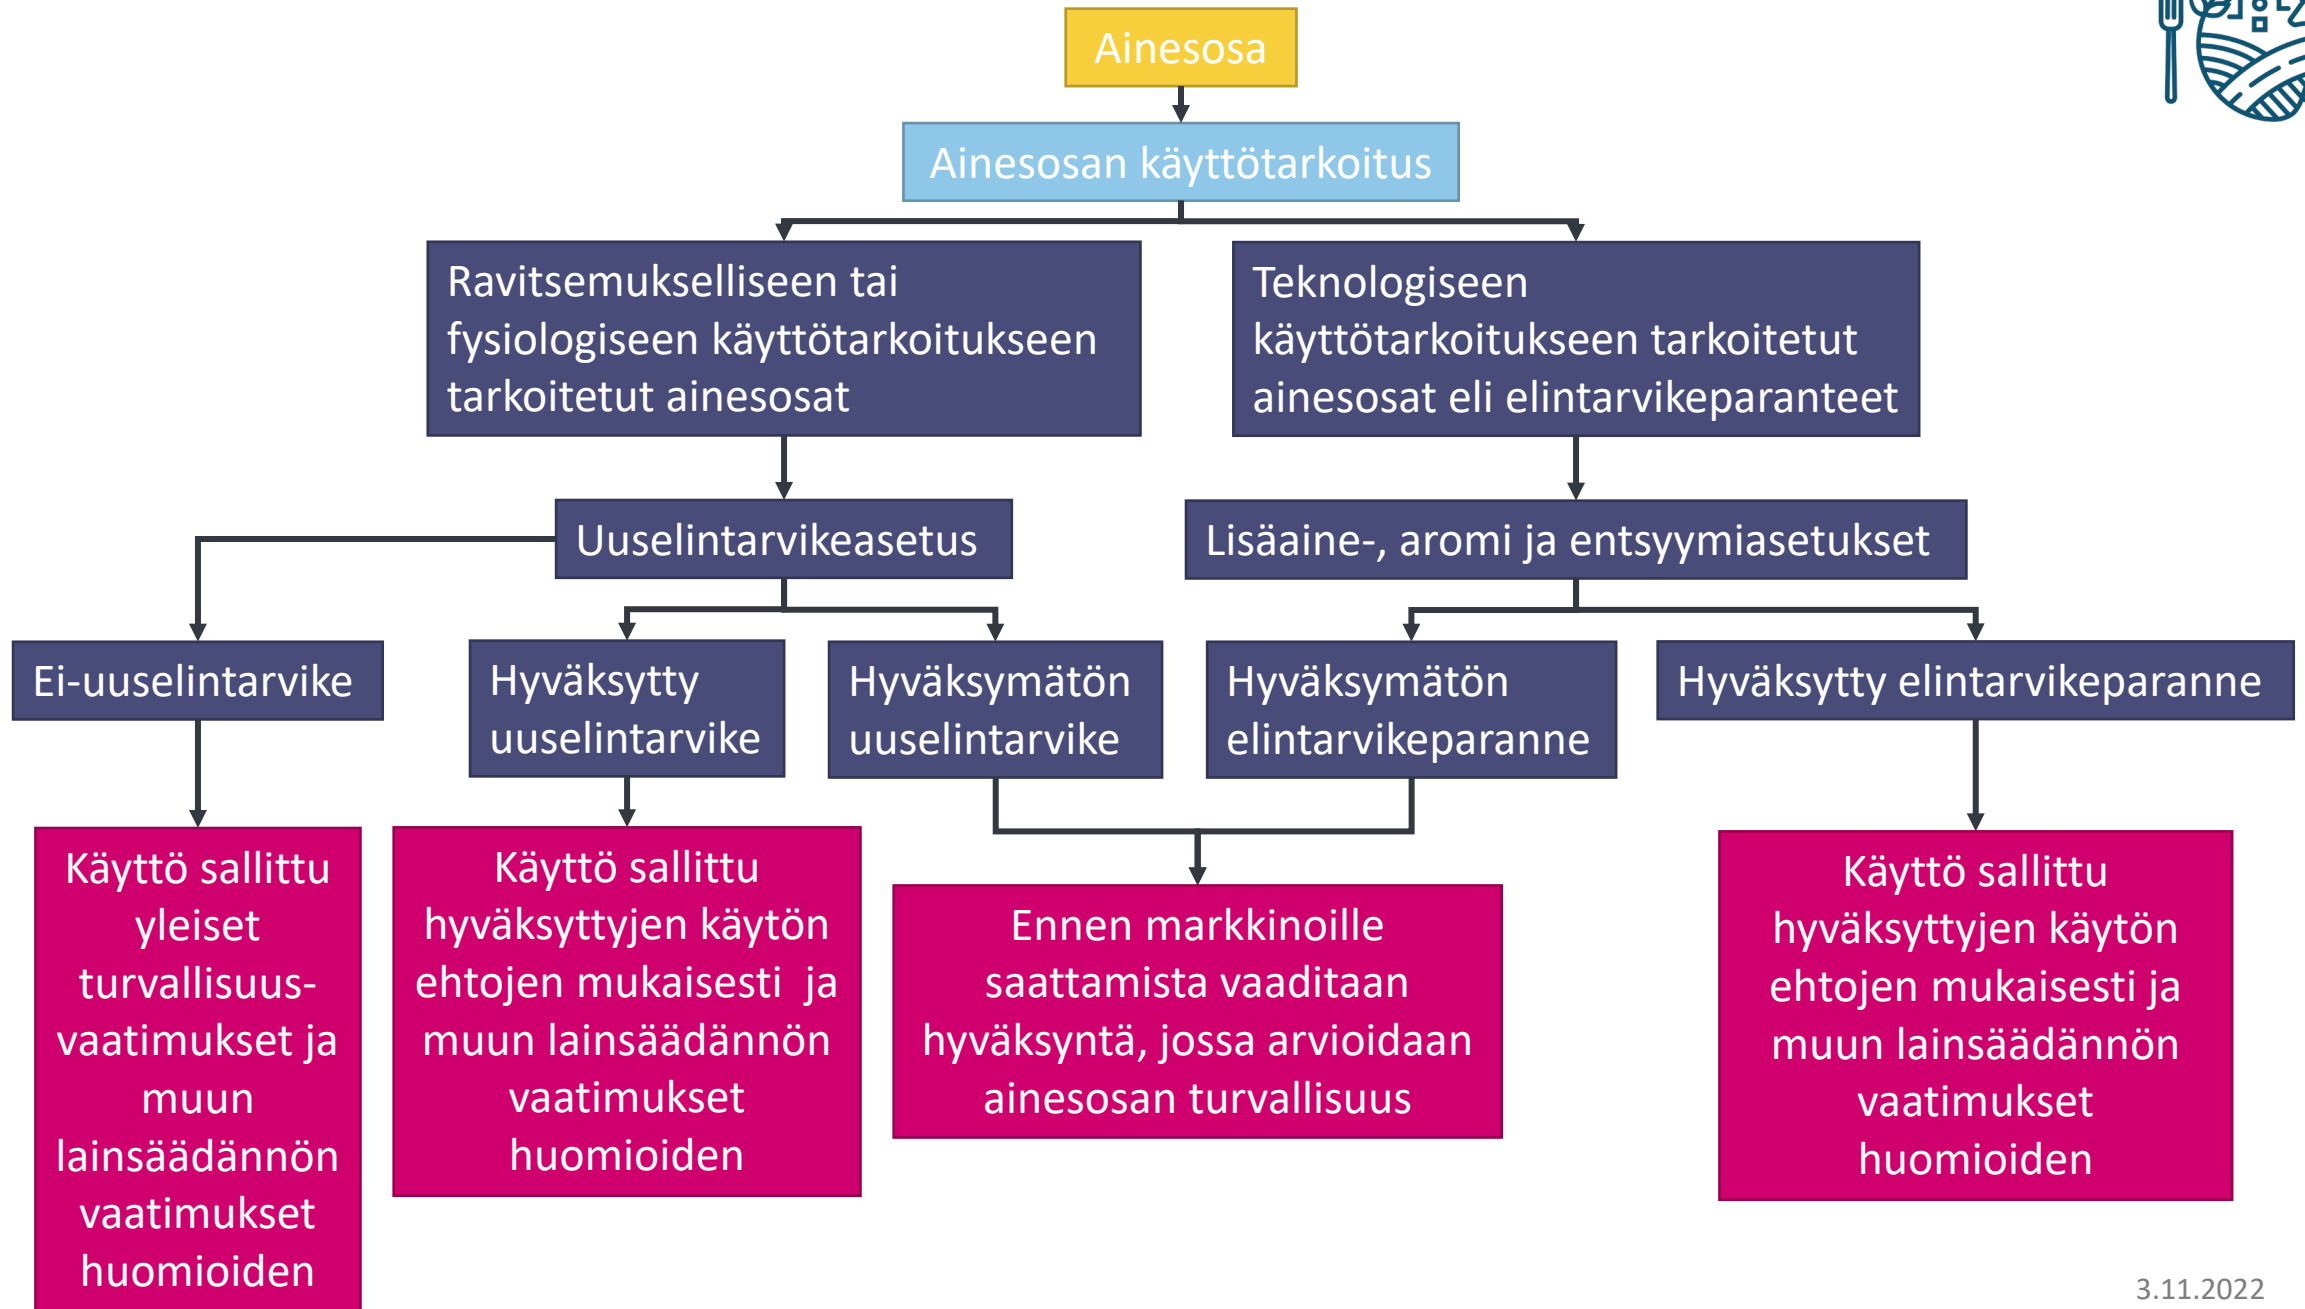 Ainesosa
Ainesosan käyttötarkoitus
Ravitsemukselliseen tai
fysiologiseen käyttötarkoitukseen
tarkoitetut ainesosat
Teknologiseen
käyttötarkoitukseen tarkoitetut
ainesosat eli elintarvikeparanteet
Uuselintarvikeasetus
Lisäaine-, aromi ja entsyymiasetukset
Ei-uuselintarvike
Hyväksytty
uuselintarvike
Hyväksymätön
uuselintarvike
Hyväksymätön
elintarvikeparanne
Hyväksytty elintarvikeparanne
Käyttö sallittu
yleiset
turvallisuus-
vaatimukset ja
muun
lainsäädännön
vaatimukset
huomioiden
Käyttö sallittu
hyväksyttyjen käytön
ehtojen mukaisesti  ja
muun lainsäädännön
vaatimukset
huomioiden
Ennen markkinoille
saattamista vaaditaan
hyväksyntä, jossa arvioidaan
ainesosan turvallisuus
Käyttö sallittu
hyväksyttyjen käytön
ehtojen mukaisesti ja
muun lainsäädännön
vaatimukset
huomioiden
3.11.2022